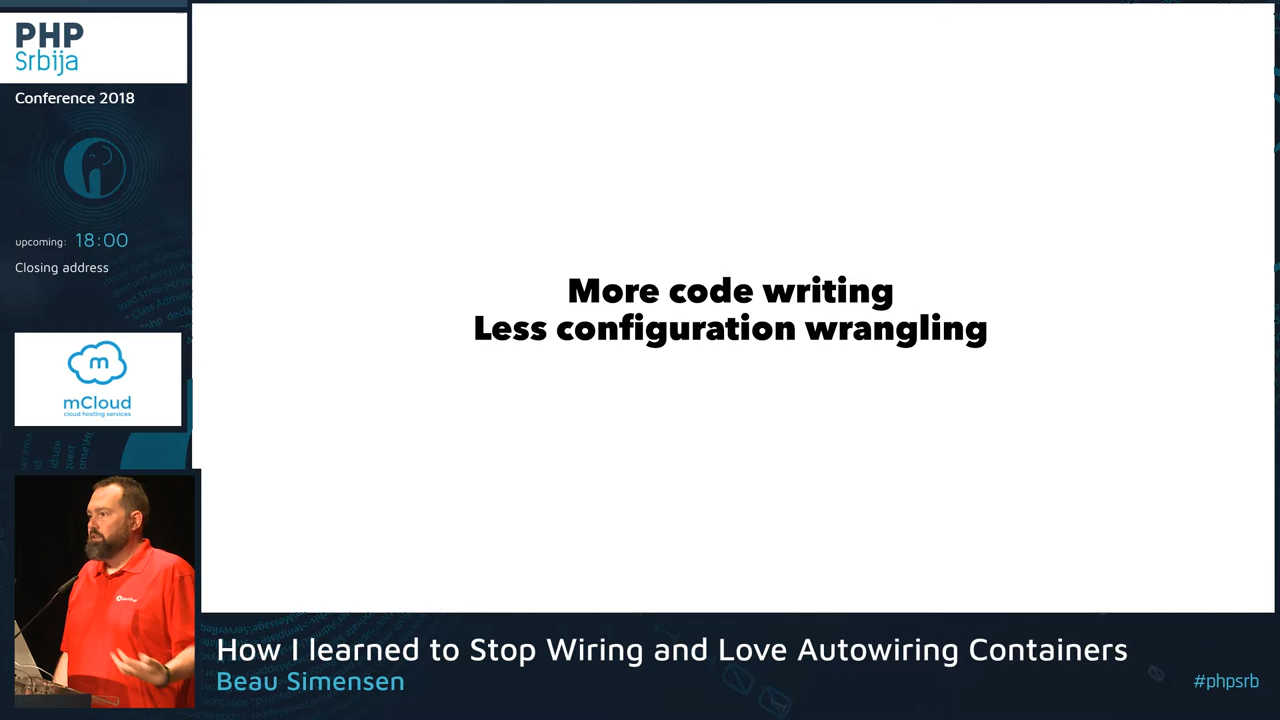 PHP
Srbija
Conference 2018
upcoming: 18:00
Closing address
mCloud
cloud hosting services
More code writing
Less configuration wrangling
How I learned to Stop Wiring and Love Autowiring Containers
Beau Simensen
#phpsrb